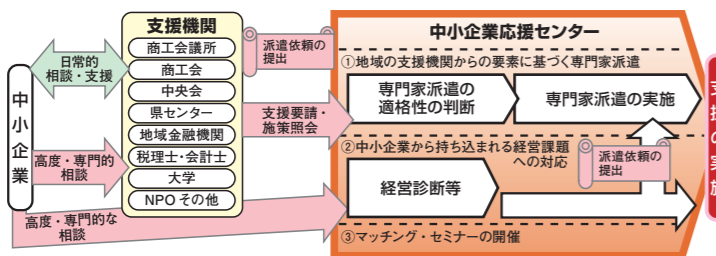 支援機関
商工会議所
商工会
中央会
県センター
地域金融機関
税理士・会計士
大学
NPO その他
中小企業
日常的
相談・支援
高度・専門的
相談
高度・専門的な
相談
派遣依頼の
提出
支援要請・
施策照会
中小企業応援センター
①地域の支援機関からの要素に基づく専門家派遣
専門家派遣の
適格性の判断
専門家派遣の実施
②中小企業から持ち込まれる経営課題
への対応
派遣依頼の
提出
経営診断等
③マッチング・セミナーの開催
支援の実施